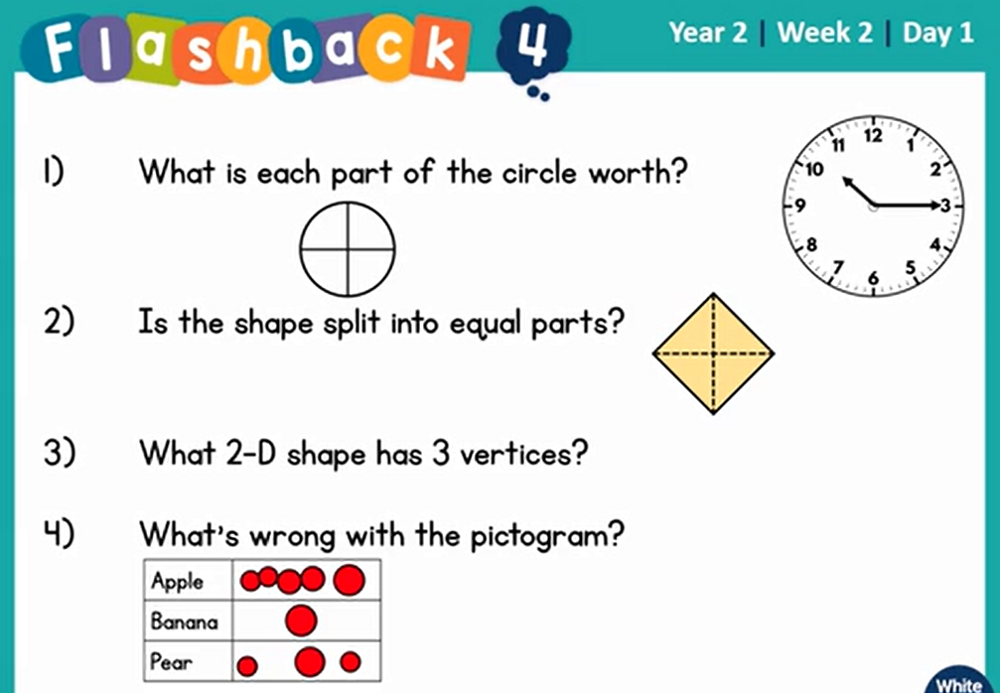 Flashback 4
Year 2 | Week 2 | Day 1
1) What is each part of the circle worth?
12
11 1
10 2
9 3
8 4
7 5
6
2) Is the shape split into equal parts?
3) What 2-D shape has 3 vertices?
4) What's wrong with the pictogram?
Apple
Banana
Pear
White